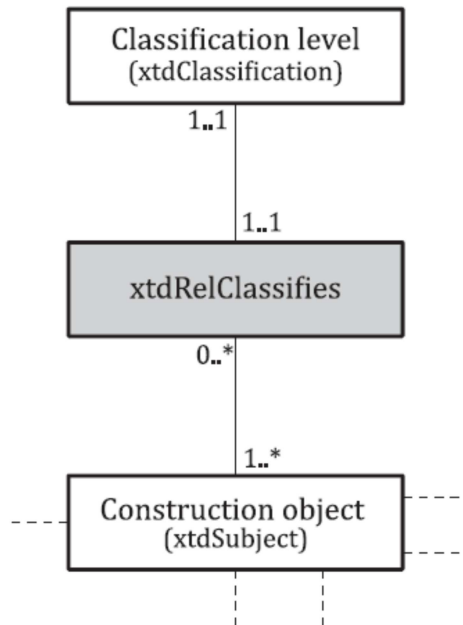 Classification level
(xtdClassification)
1..1
1..1
xtdRelClassifies
0..*
1..*
Construction object
(xtdSubject)